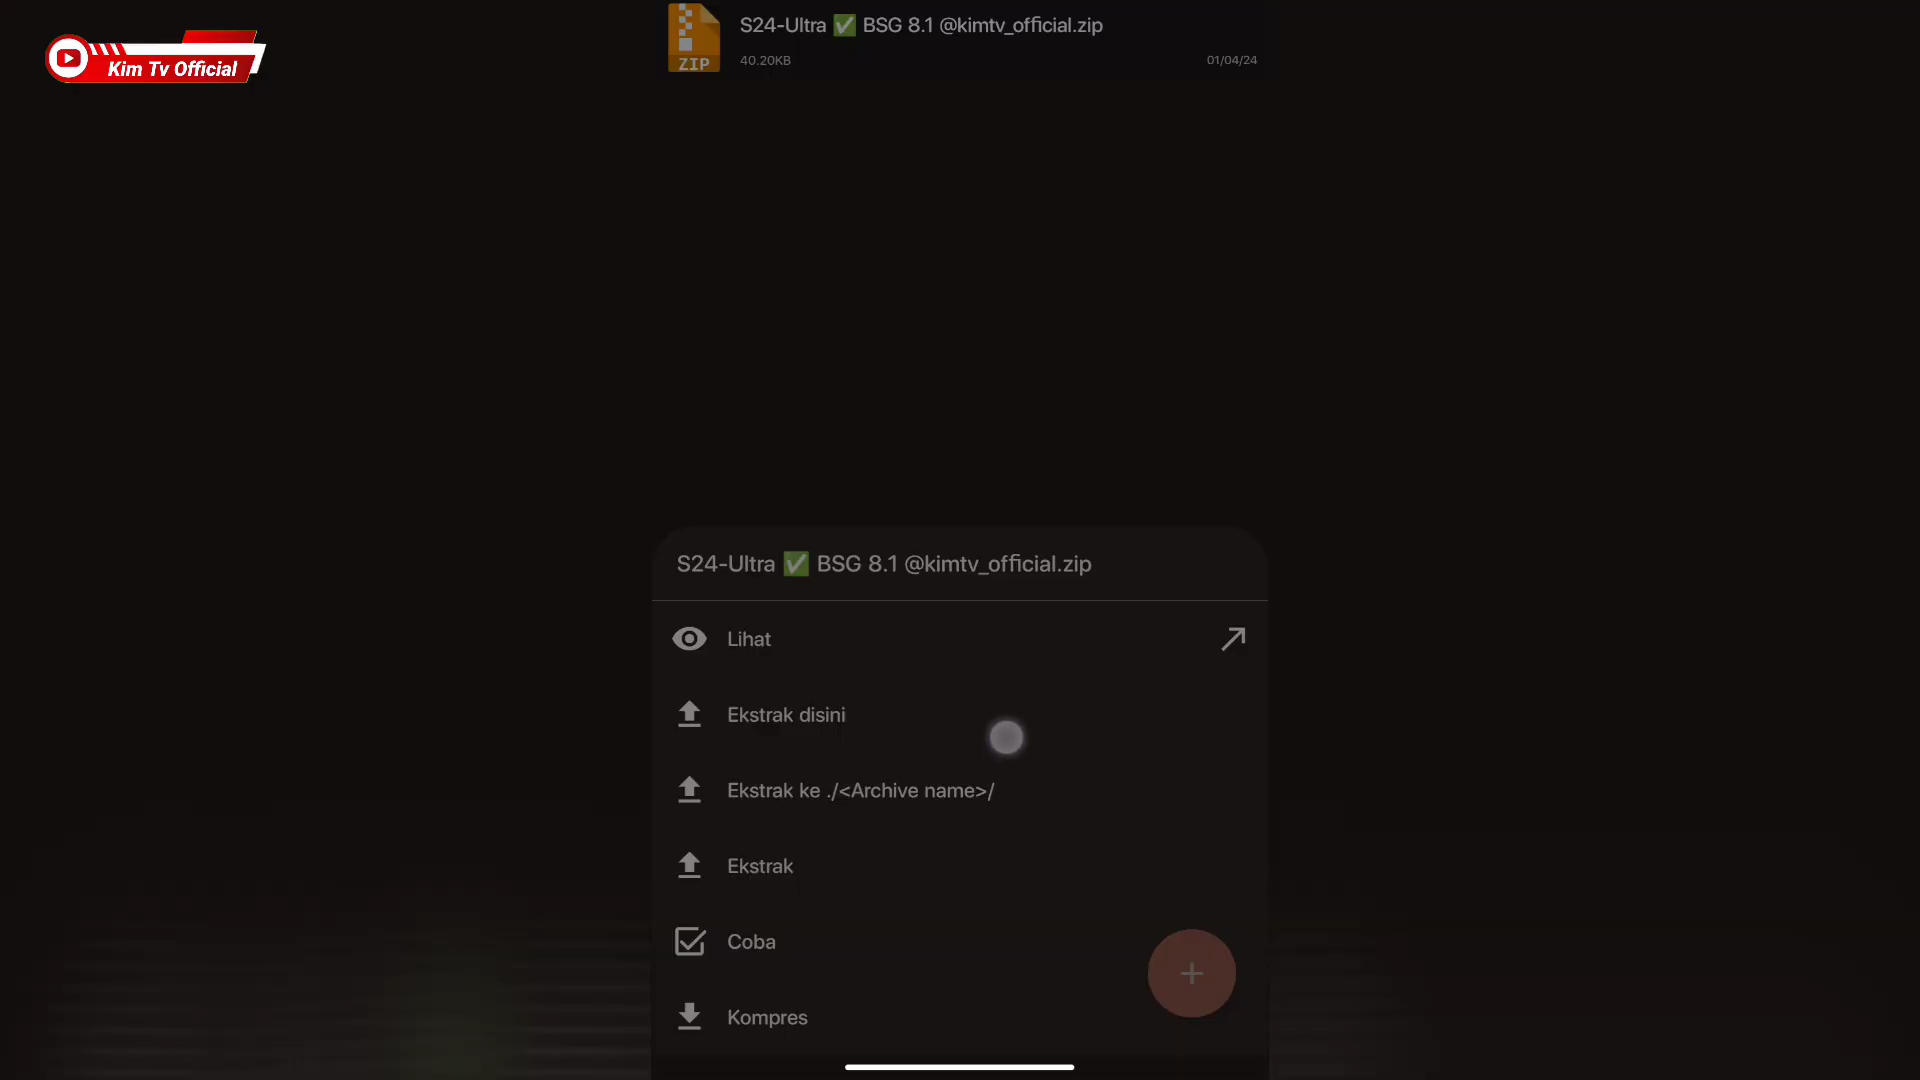 Kim Tv Official
S24-Ultra ✅ BSG 8.1 @kimtv_official.zip
ZIP
40.20KB
01/04/24
S24-Ultra ✅ BSG 8.1 @kimtv_official.zip
Lihat
Ekstrak disini
Ekstrak ke ./<Archive name>/
Ekstrak
Coba
Kompres